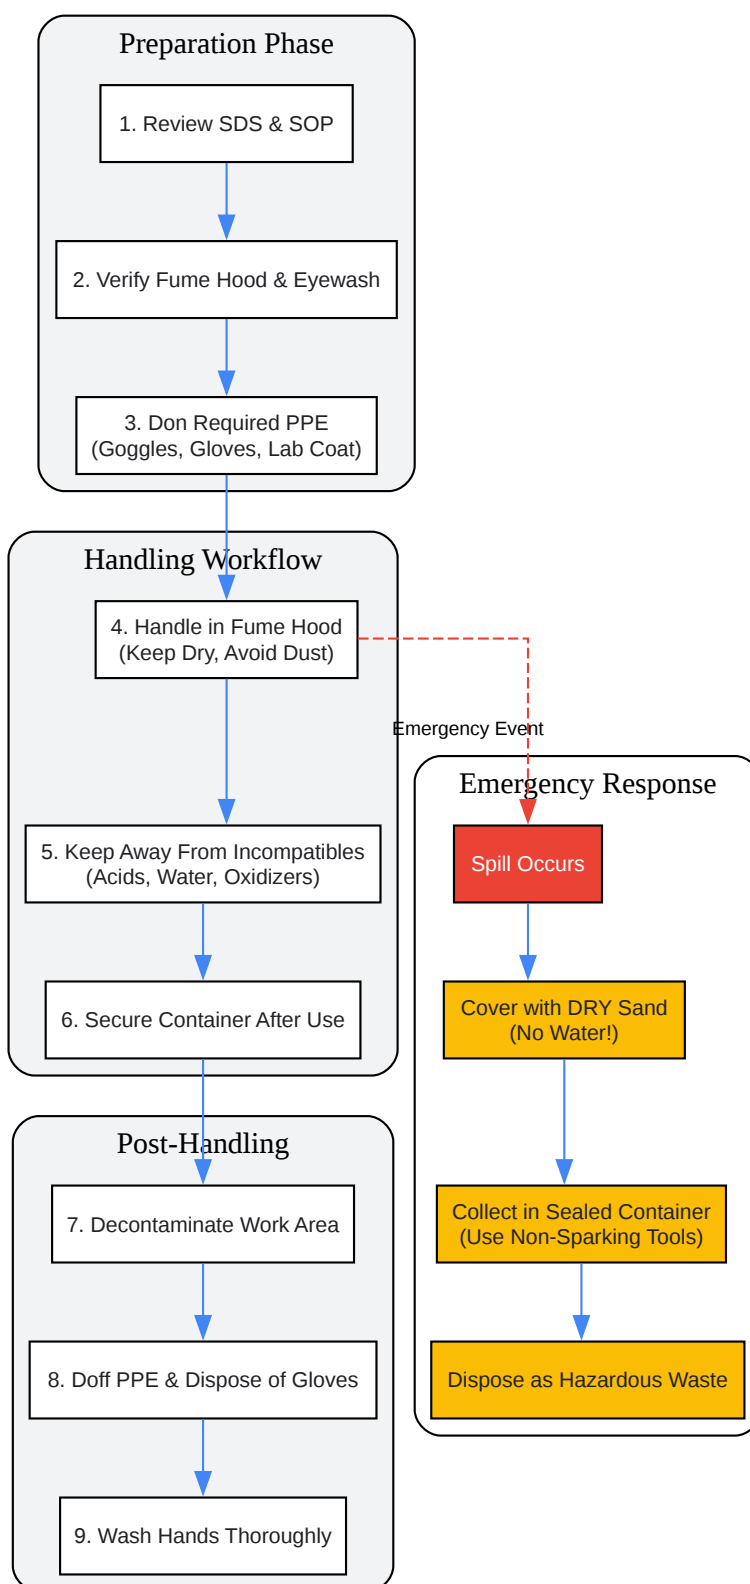 Preparation Phase
1. Review SDS & SOP
2. Verify Fume Hood & Eyewash
3. Don Required PPE
(Goggles, Gloves, Lab Coat)
Handling Workflow
4. Handle in Fume Hood
(Keep Dry, Avoid Dust)
Emergency Event
5. Keep Away From Incompatibles
(Acids, Water, Oxidizers)
6. Secure Container After Use
Emergency Response
Spill Occurs
Cover with DRY Sand
(No Water!)
Collect in Sealed Container
(Use Non-Sparking Tools)
Dispose as Hazardous Waste
Post-Handling
7. Decontaminate Work Area
8. Doff PPE & Dispose of Gloves
9. Wash Hands Thoroughly